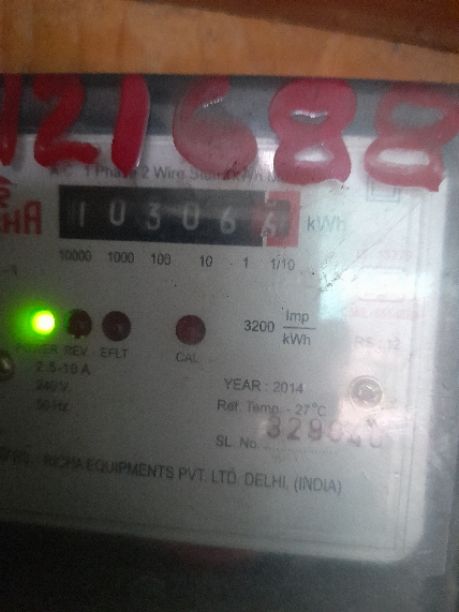 121688
A.C. 1 Phase 2 Wire Static kWh
10306 kWh
10000 1000 100 10 1 1/10
3200 Imp
kWh
POWER REV. EFLT CAL
2.5-10 A
240 V.
50 Hz.
YEAR : 2014
Ref. Temp. - 27°C
SL. No.
RICHA EQUIPMENTS PVT. LTD. DELHI, (INDIA)